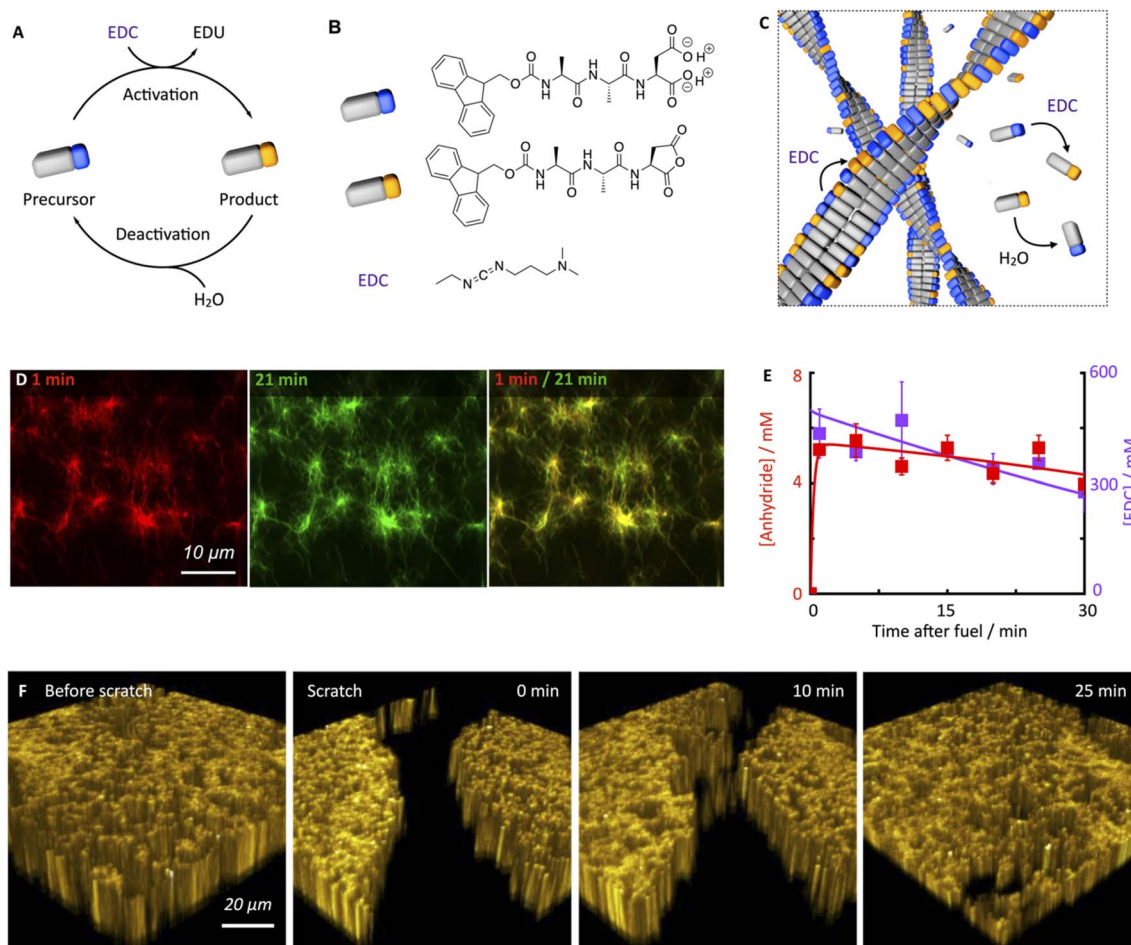 A
EDC
EDU
Activation
Precursor
Product
Deactivation
H₂O
B
O
O
O
N
H
H
N
O
N
H
O
O
O⊖ H⊕
O⊖ H⊕
O
O
O
N
H
H
N
O
N
H
O
O
O
O
EDC
N
C
N
N
C
EDC
EDC
H₂O
D 1 min
10 µm
21 min
1 min / 21 min
E
8
4
0
[Anhydride] / mM
600
300
0
[EDC] / mM
0
15
30
Time after fuel / min
F Before scratch
20 µm
Scratch
0 min
10 min
25 min